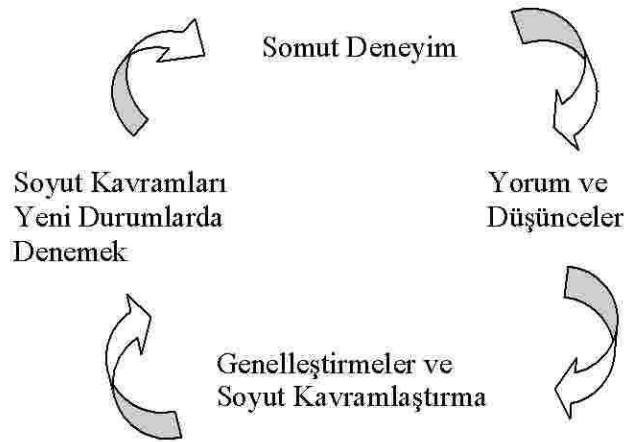 Somut Deneyim
Yorum ve
Düşünceler
Genelleştirmeler ve
Soyut Kavramlaştırma
Soyut Kavramları
Yeni Durumlarda
Denemek